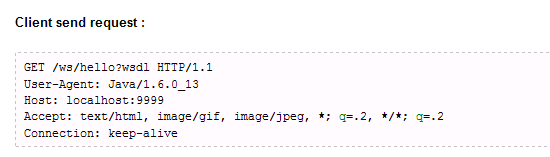 Client send request :
GET /ws/hello?wsdl HTTP/1.1
User-Agent: Java/1.6.0_13
Host: localhost:9999
Accept: text/html, image/gif, image/jpeg, *; q=.2, */*; q=.2
Connection: keep-alive